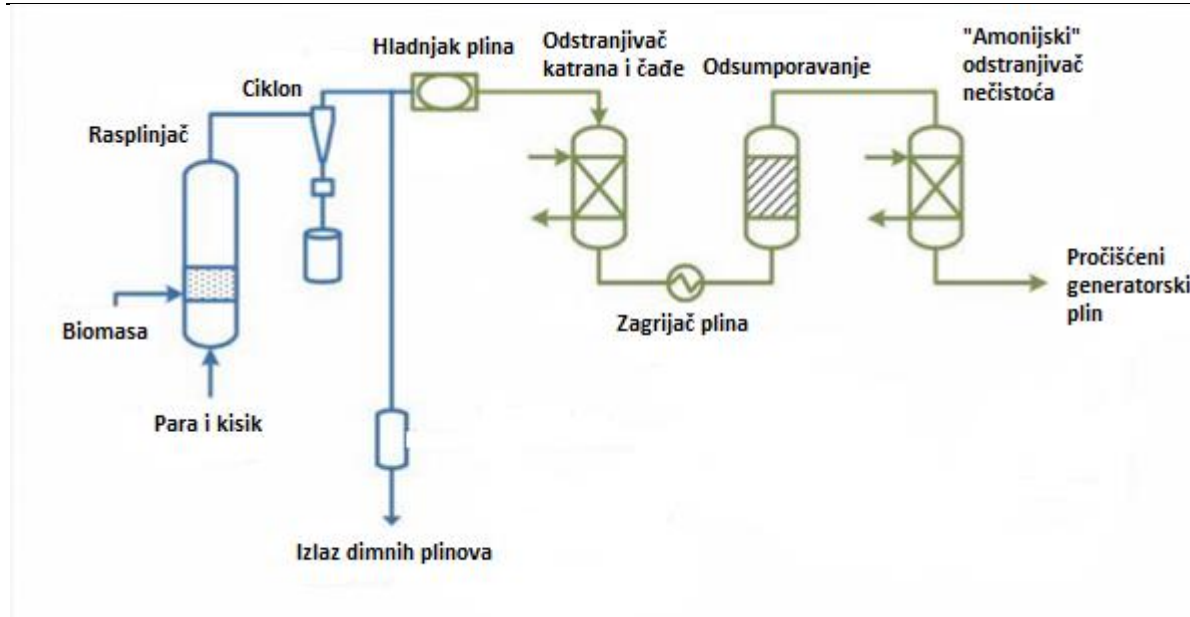 Hladnjak plina
Odstranjivač
katrana i čađe
Odsumporavanje
"Amonijski"
odstranjivač
nečistoća
Ciklon
Rasplinjač
Biomasa
Para i kisik
Zagrijač plina
Pročišćeni
generatorski
plin
Izlaz dimnih plinova